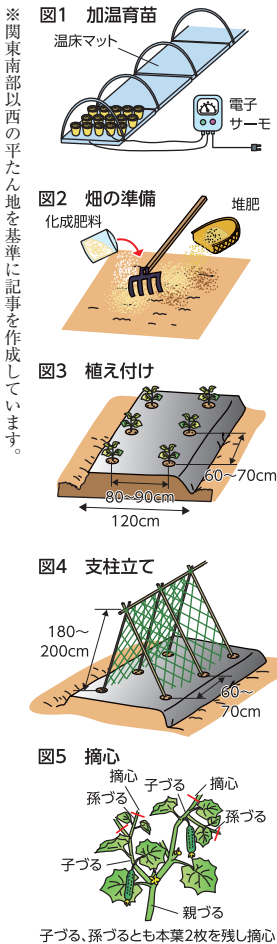 ※関東南部以西の平たん地を基準に記事を作成しています。
図1 加温育苗
温床マット
電子
サーモ
図2 畑の準備
化成肥料
堆肥
図3 植え付け
60～70cm
80～90cm
120cm
図4 支柱立て
180～
200cm
60～
70cm
図5 摘心
摘心
子づる
摘心
孫づる
孫づる
子づる
親づる
子づる、孫づるとも本葉2枚を残し摘心